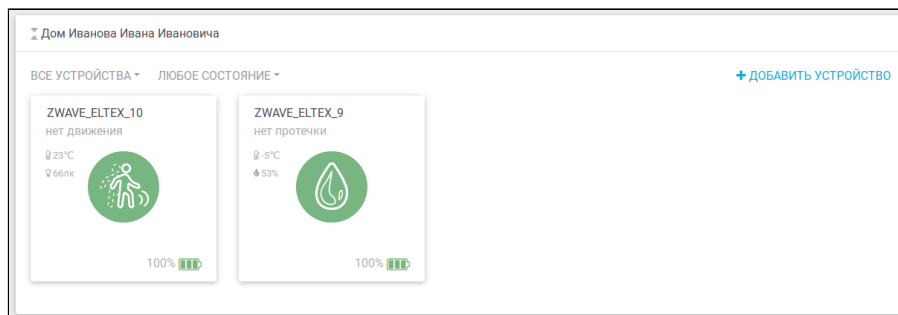 Дом Иванова Ивана Ивановича
ВСЕ УСТРОЙСТВА ЛЮБОЕ СОСТОЯНИЕ + ДОБАВИТЬ УСТРОЙСТВО
ZWAVE_ELTEX_10
нет движения
23°C
66лк
100%
ZWAVE_ELTEX_9
нет протечки
-5°C
53%
100%